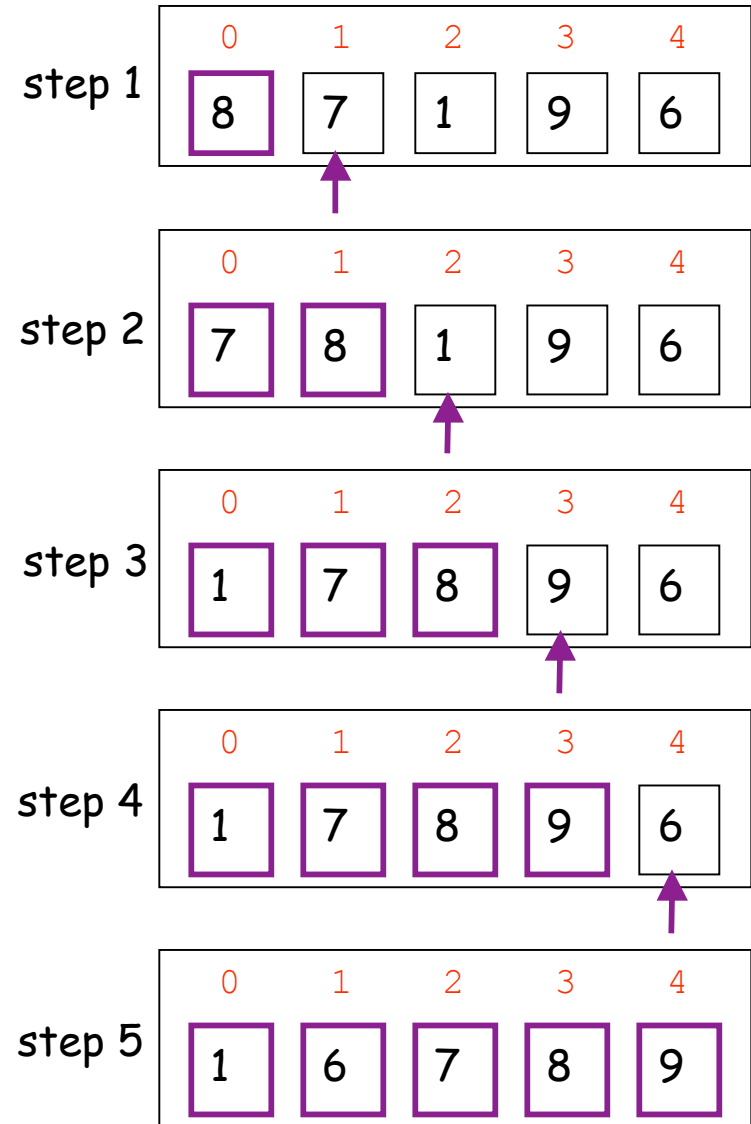 0 1 2 3 4
step 1
8 7 1 9 6
0 1 2 3 4
step 2
7 8 1 9 6
0 1 2 3 4
step 3
1 7 8 9 6
0 1 2 3 4
step 4
1 7 8 9 6
0 1 2 3 4
step 5
1 6 7 8 9